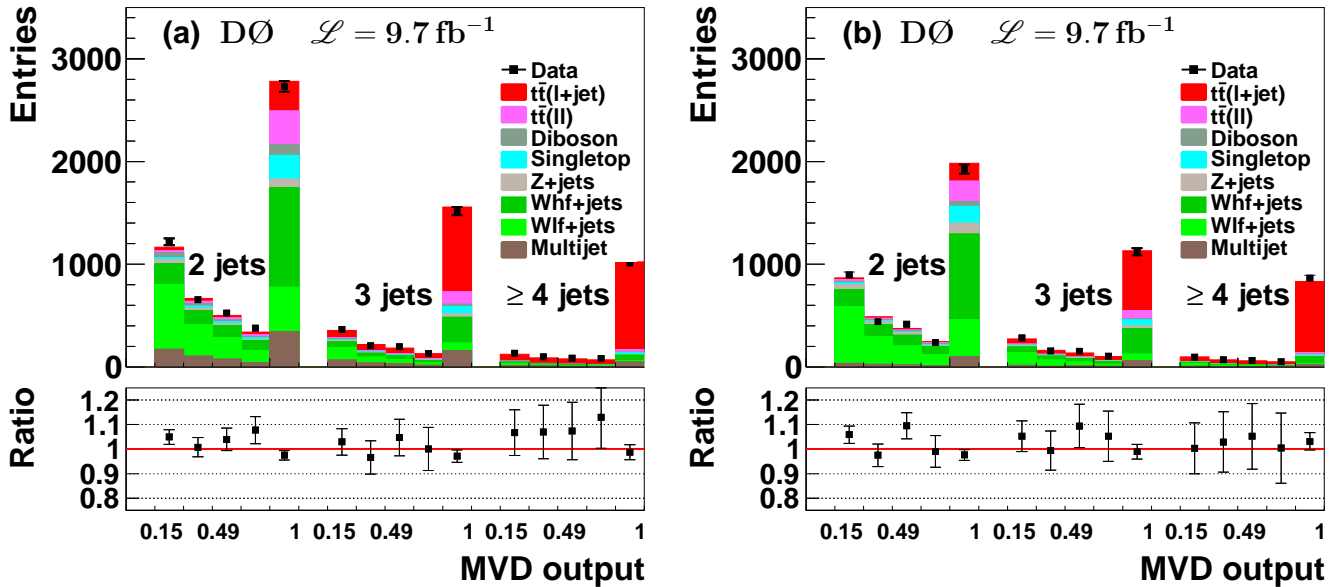 (a) DØ ℒ = 9.7 fb⁻¹
Entries
3000
2000
1000
0
Data
tt̄(l+jet)
tt̄(ll)
Diboson
Singletop
Z+jets
Whf+jets
Wlf+jets
Multijet
2 jets
3 jets
≥ 4 jets
Ratio
1.2
1.1
1
0.9
0.8
0.15 0.49 1 0.15 0.49 1 0.15 0.49 1
MVD output
(b) DØ ℒ = 9.7 fb⁻¹
Entries
3000
2000
1000
0
Data
tt̄(l+jet)
tt̄(ll)
Diboson
Singletop
Z+jets
Whf+jets
Wlf+jets
Multijet
2 jets
3 jets
≥ 4 jets
Ratio
1.2
1.1
1
0.9
0.8
0.15 0.49 1 0.15 0.49 1 0.15 0.49 1
MVD output